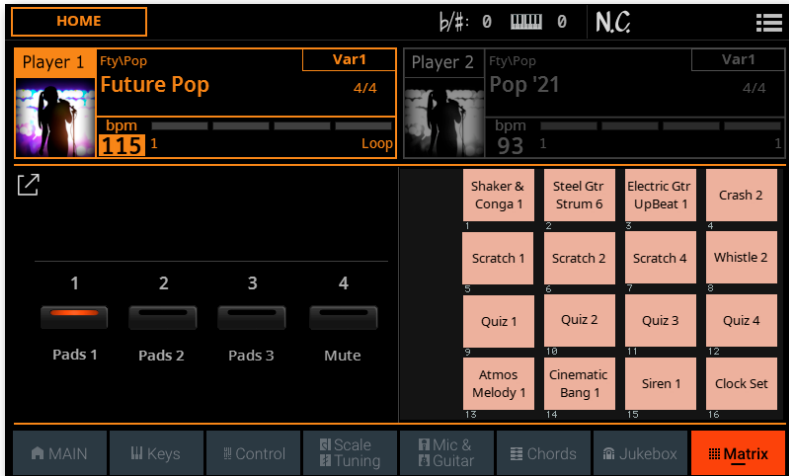 HOME
b/#: 0
0
N.C.
Player 1
Fty\Pop
Var1
Future Pop
4/4
bpm
115
1
Loop
Player 2
Fty\Pop
Var1
Pop '21
4/4
bpm
93
1
1
1
2
3
4
Pads 1
Pads 2
Pads 3
Mute
Shaker &
Conga 1
1
Steel Gtr
Strum 6
2
Electric Gtr
UpBeat 1
3
Crash 2
4
Scratch 1
5
Scratch 2
6
Scratch 4
7
Whistle 2
8
Quiz 1
9
Quiz 2
10
Quiz 3
11
Quiz 4
12
Atmos
Melody 1
13
Cinematic
Bang 1
14
Siren 1
15
Clock Set
16
MAIN
Keys
Control
Scale
Tuning
Mic &
Guitar
Chords
Jukebox
Matrix